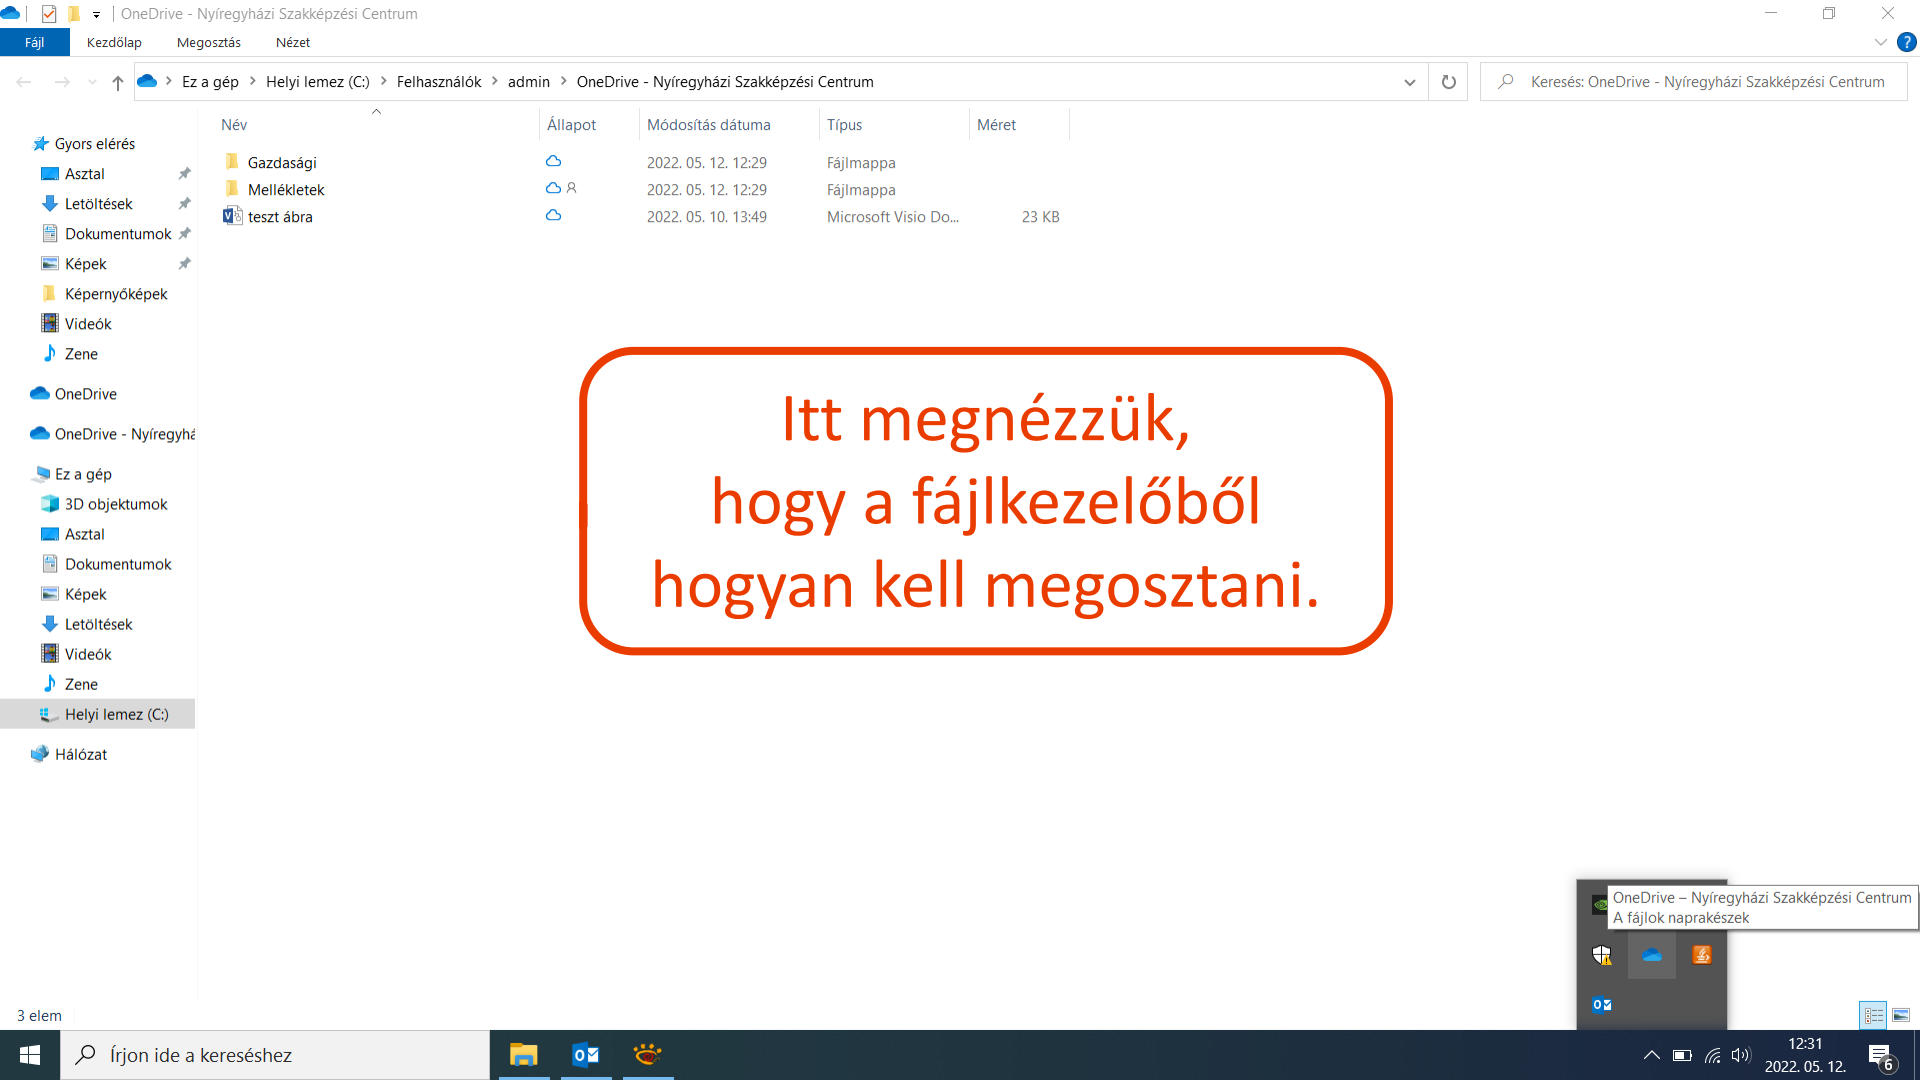 OneDrive - Nyíregyházi Szakképzési Centrum
Fájl Kezdőlap Megosztás Nézet
Ez a gép Helyi lemez (C:) Felhasználók admin OneDrive - Nyíregyházi Szakképzési Centrum
Keresés: OneDrive - Nyíregyházi Szakképzési Centrum
Név Állapot Módosítás dátuma Típus Méret
Gazdasági 2022. 05. 12. 12:29 Fájlmappa
Mellékletek 2022. 05. 12. 12:29 Fájlmappa
teszt ábra 2022. 05. 10. 13:49 Microsoft Visio Do... 23 KB
Gyors elérés
Asztal
Letöltések
Dokumentumok
Képek
Képernyőképek
Videók
Zene
OneDrive
OneDrive - Nyíregyhá
Ez a gép
3D objektumok
Asztal
Dokumentumok
Képek
Letöltések
Videók
Zene
Helyi lemez (C:)
Hálózat
Itt megnézzük,
hogy a fájlkezelőből
hogyan kell megosztani.
OneDrive – Nyíregyházi Szakképzési Centrum
A fájlok naprakészek
3 elem
Írjon ide a kereséshez
12:31
2022. 05. 12.
6